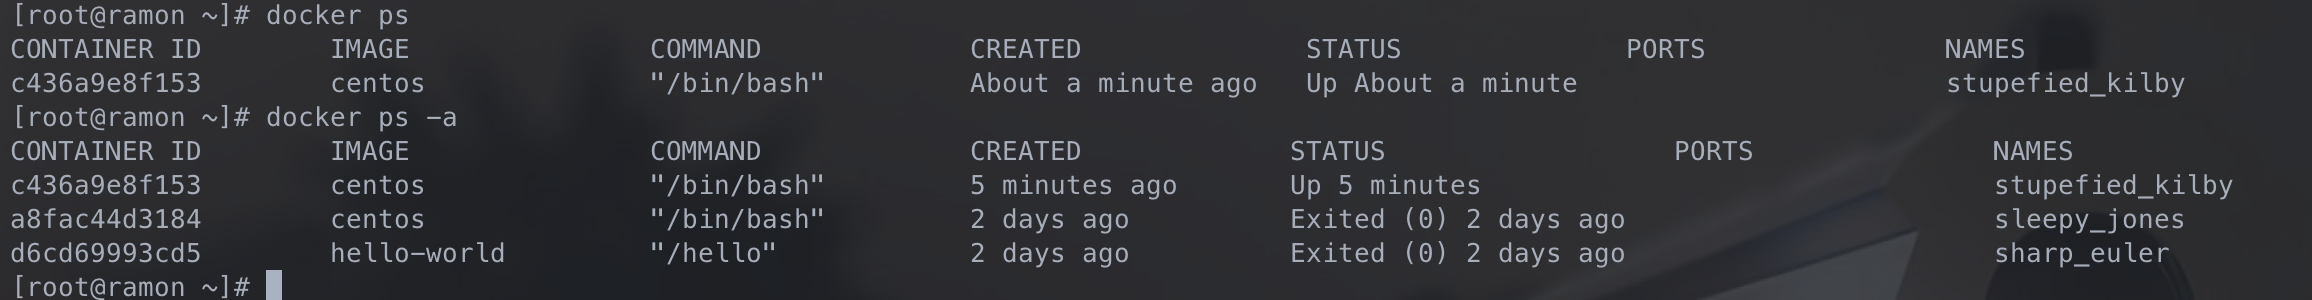 [root@ramon ~]# docker ps
CONTAINER ID        IMAGE               COMMAND             CREATED              STATUS              PORTS               NAMES
c436a9e8f153        centos              "/bin/bash"         About a minute ago   Up About a minute                       stupefied_kilby
[root@ramon ~]# docker ps -a
CONTAINER ID        IMAGE               COMMAND             CREATED             STATUS                  PORTS               NAMES
c436a9e8f153        centos              "/bin/bash"         5 minutes ago       Up 5 minutes                                stupefied_kilby
a8fac44d3184        centos              "/bin/bash"         2 days ago          Exited (0) 2 days ago                       sleepy_jones
d6cd69993cd5        hello-world         "/hello"            2 days ago          Exited (0) 2 days ago                       sharp_euler
[root@ramon ~]#